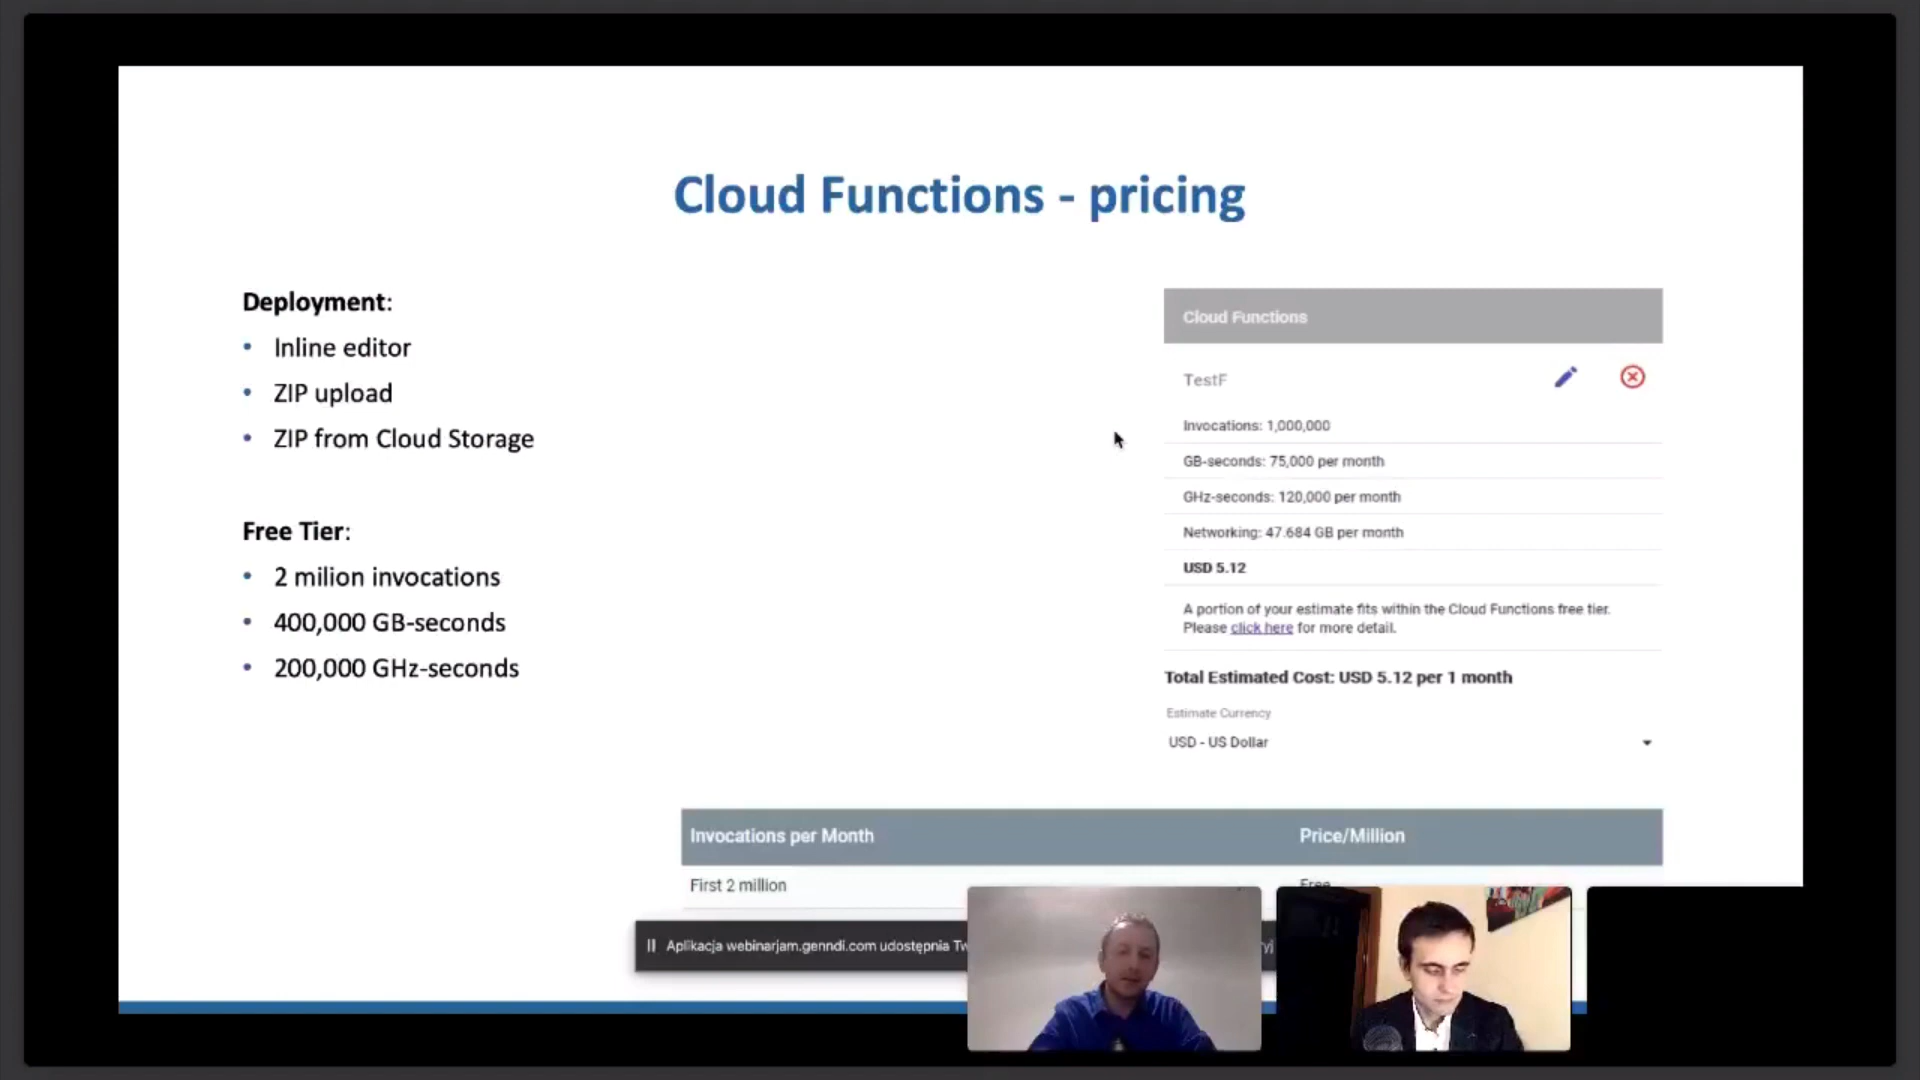 Cloud Functions - pricing
Deployment:
• Inline editor
• ZIP upload
• ZIP from Cloud Storage
Free Tier:
• 2 milion invocations
• 400,000 GB-seconds
• 200,000 GHz-seconds
Cloud Functions
TestF
Invocations: 1,000,000
GB-seconds: 75,000 per month
GHz-seconds: 120,000 per month
Networking: 47.684 GB per month
USD 5.12
A portion of your estimate fits within the Cloud Functions free tier.
Please click here for more detail.
Total Estimated Cost: USD 5.12 per 1 month
Estimate Currency
USD - US Dollar
Invocations per Month Price/Million
First 2 million Free
Aplikacja webinarjam.genndi.com udostępnia